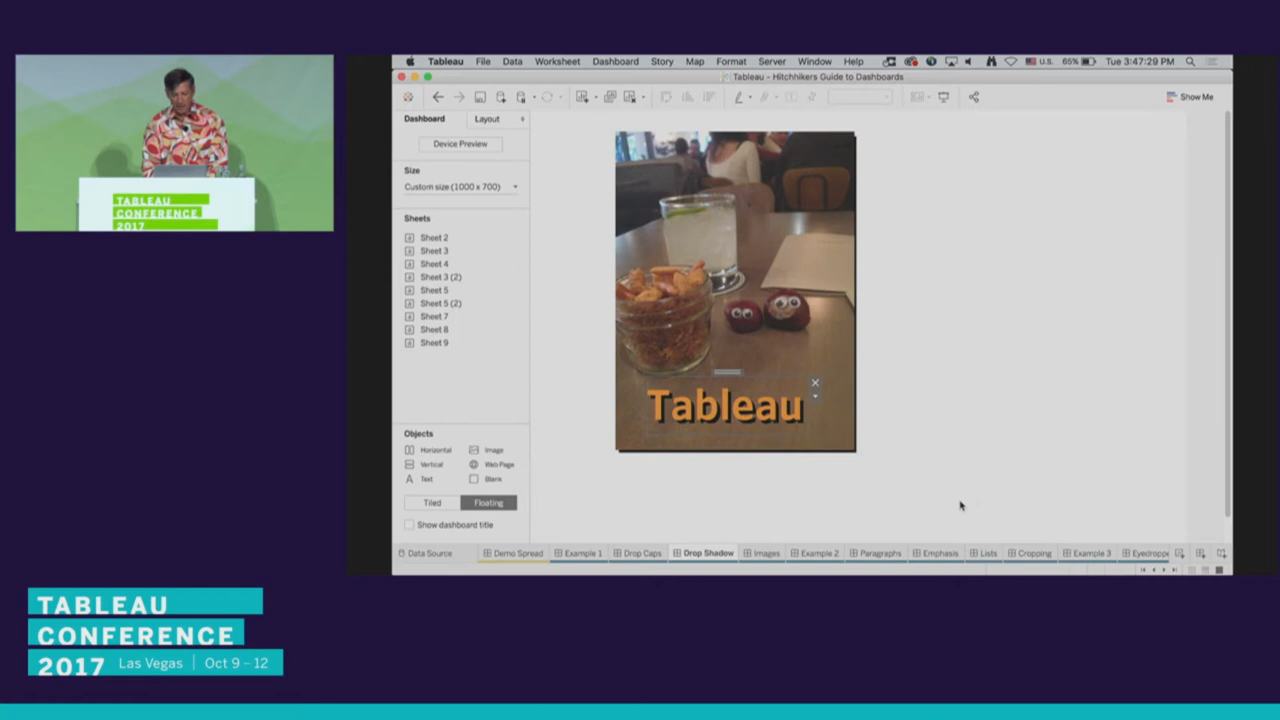 TABLEAU
CONFERENCE
2017
Tableau File Data Worksheet Dashboard Story Map Format Server Window Help U.S. 65% Tue 3:47:29 PM
Tableau - Hitchhikers Guide to Dashboards
Show Me
Dashboard Layout
Device Preview
Size
Custom size (1000 x 700)
Sheets
Sheet 2
Sheet 3
Sheet 4
Sheet 3 (2)
Sheet 5
Sheet 5 (2)
Sheet 7
Sheet 8
Sheet 9
Tableau
Objects
Horizontal Image
Vertical Web Page
A Text Blank
Tiled Floating
Show dashboard title
Data Source Demo Spread Example 1 Drop Caps Drop Shadow Images Example 2 Paragraphs Emphasis Lists Cropping Example 3 Eyedroppe
TABLEAU
CONFERENCE
2017 Las Vegas | Oct 9 - 12